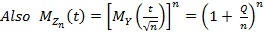 Also M_{Z_n}(t) = [M_Y(t/√n)]^n = (1 + Q/n)^n